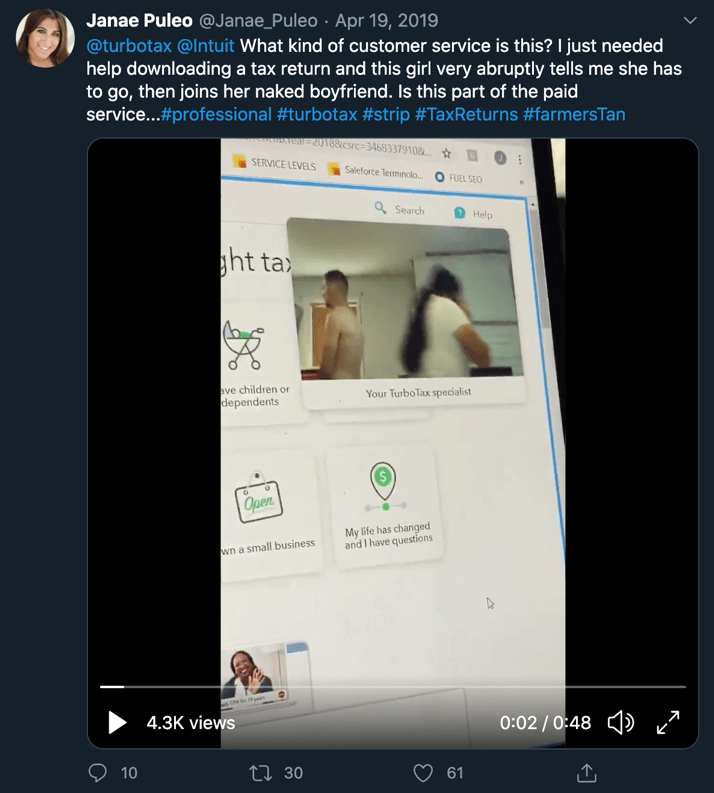 Janae Puleo @Janae_Puleo · Apr 19, 2019
@turbotax @Intuit What kind of customer service is this? I just needed
help downloading a tax return and this girl very abruptly tells me she has
to go, then joins her naked boyfriend. Is this part of the paid
service...#professional #turbotax #strip #TaxReturns #farmersTan
=2018&csrc=3468337910&...
SERVICE LEVELS
Saleforce Terminolo...
FUEL SEO
»
Search
Help
ght tax
ave children or
dependents
Your TurboTax specialist
Open
$
wn a small business
My life has changed
and I have questions
4.3K views
0:02 / 0:48
10
30
61